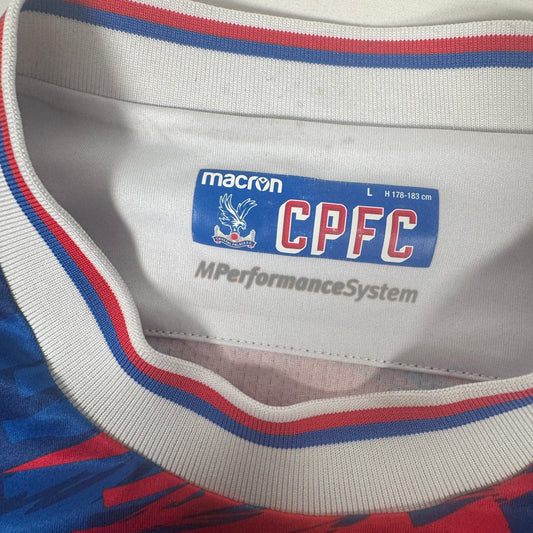 macron
L H 178-183 cm
CPFC
MPerformanceSystem